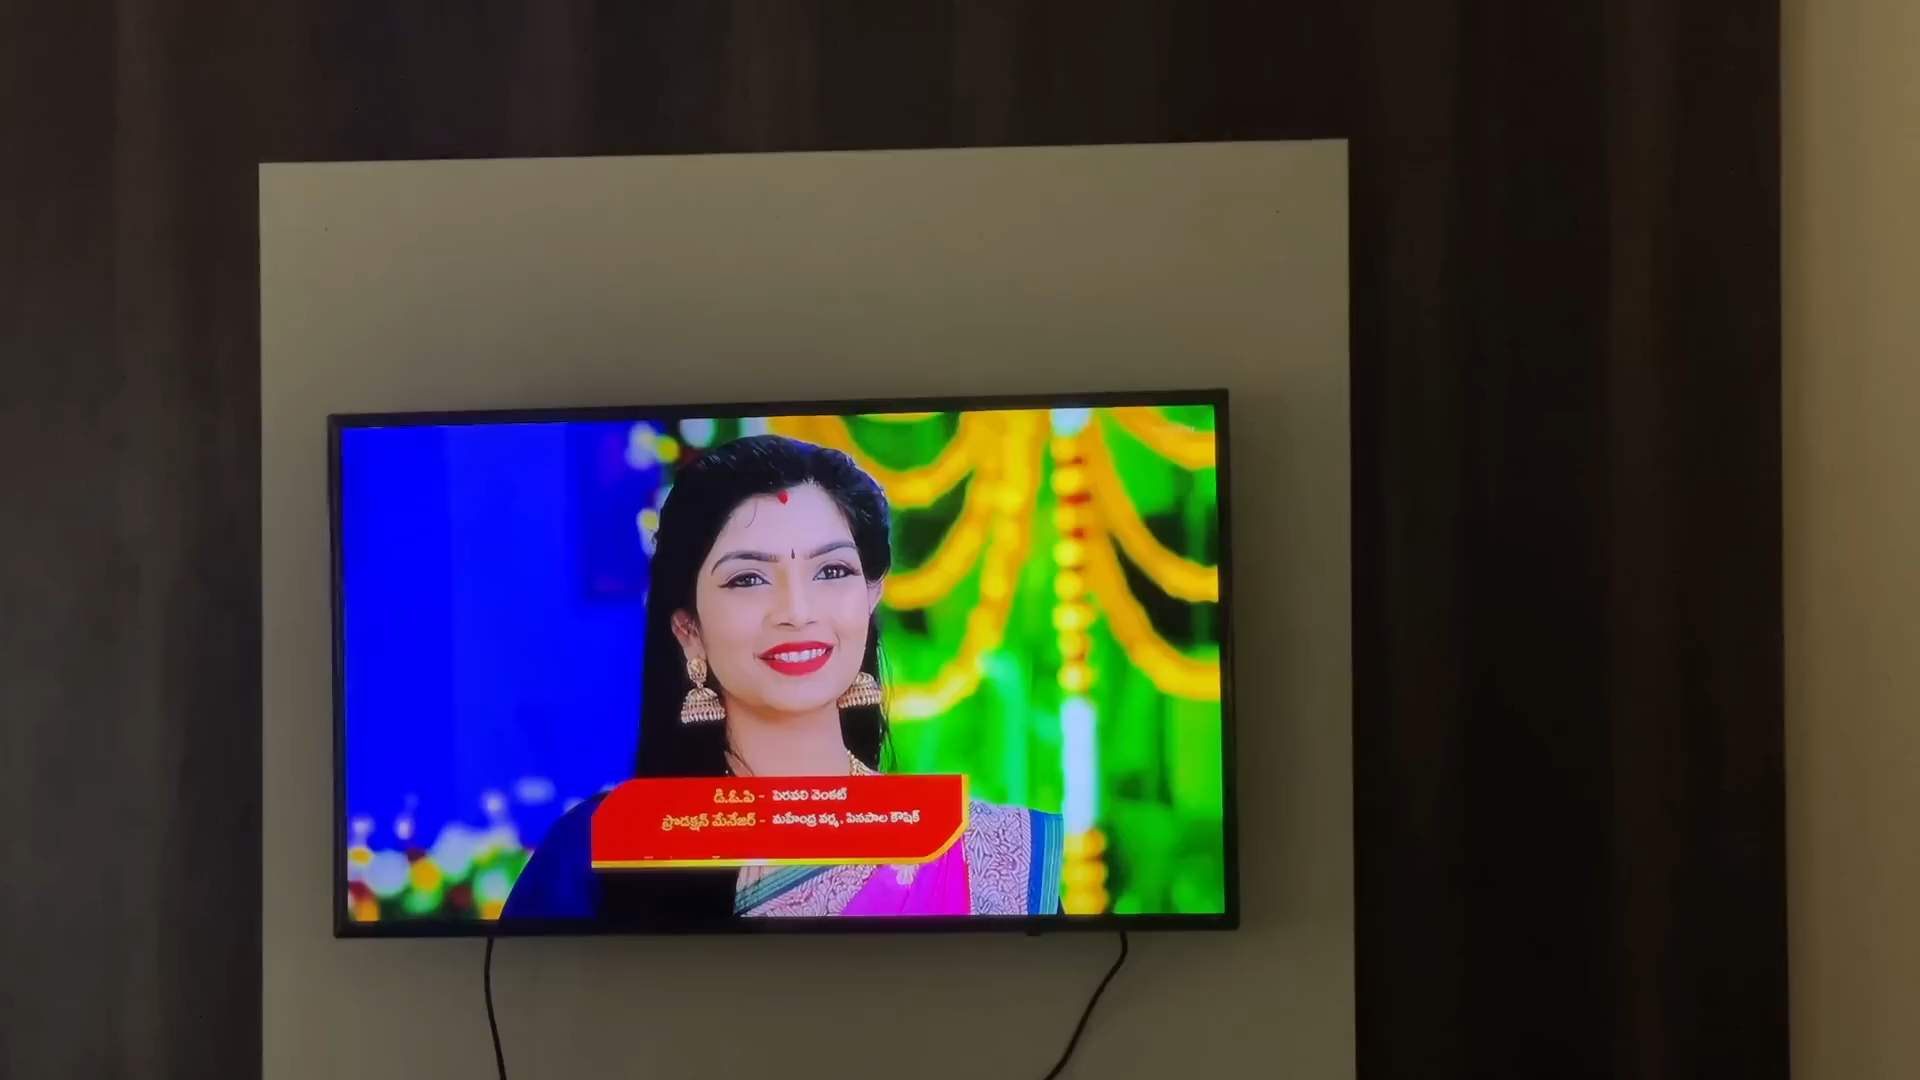 డి.ఓ.పి - పెరవలి వెంకట్
ప్రొడక్షన్ మేనేజర్ - మహేంద్ర వర్మ, పినపాల కౌషిక్